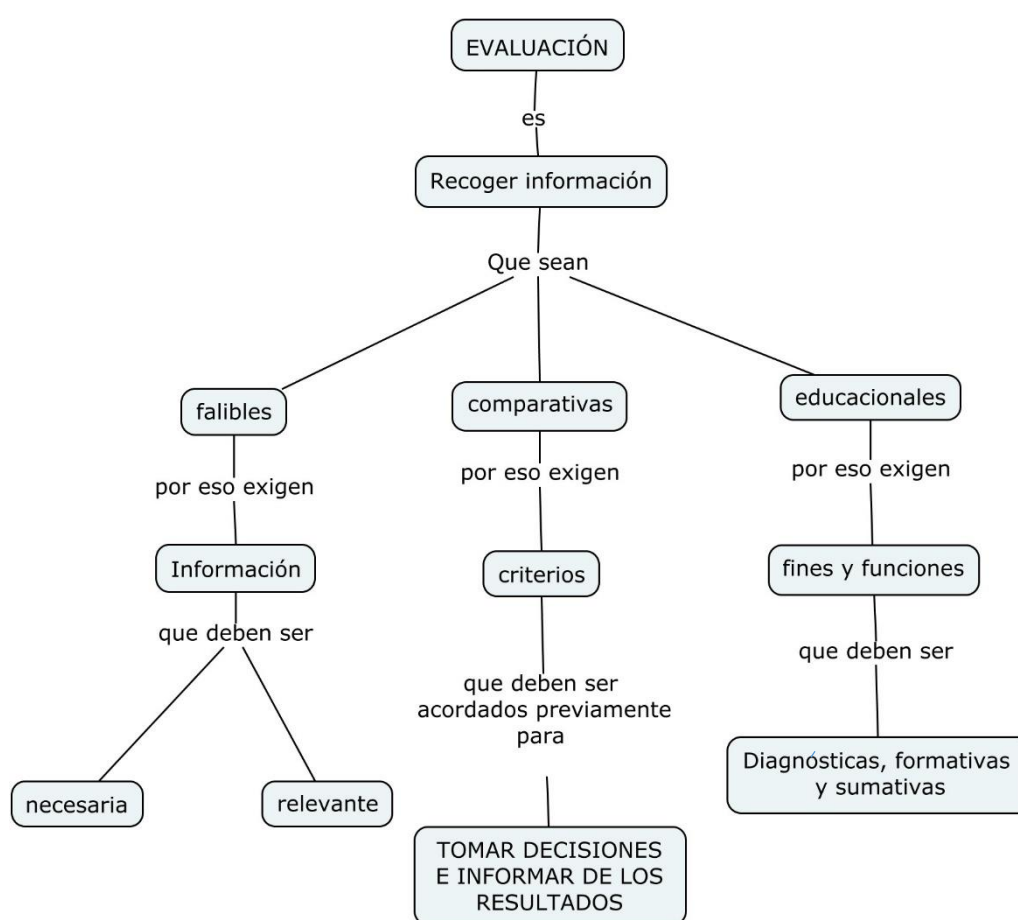 EVALUACIÓN
es
Recoger información
Que sean
falibles
comparativas
educacionales
por eso exigen
por eso exigen
por eso exigen
Información
criterios
fines y funciones
que deben ser
que deben ser
acordados previamente
para
que deben ser
necesaria
relevante
TOMAR DECISIONES
E INFORMAR DE LOS
RESULTADOS
Diagnósticas, formativas
y sumativas